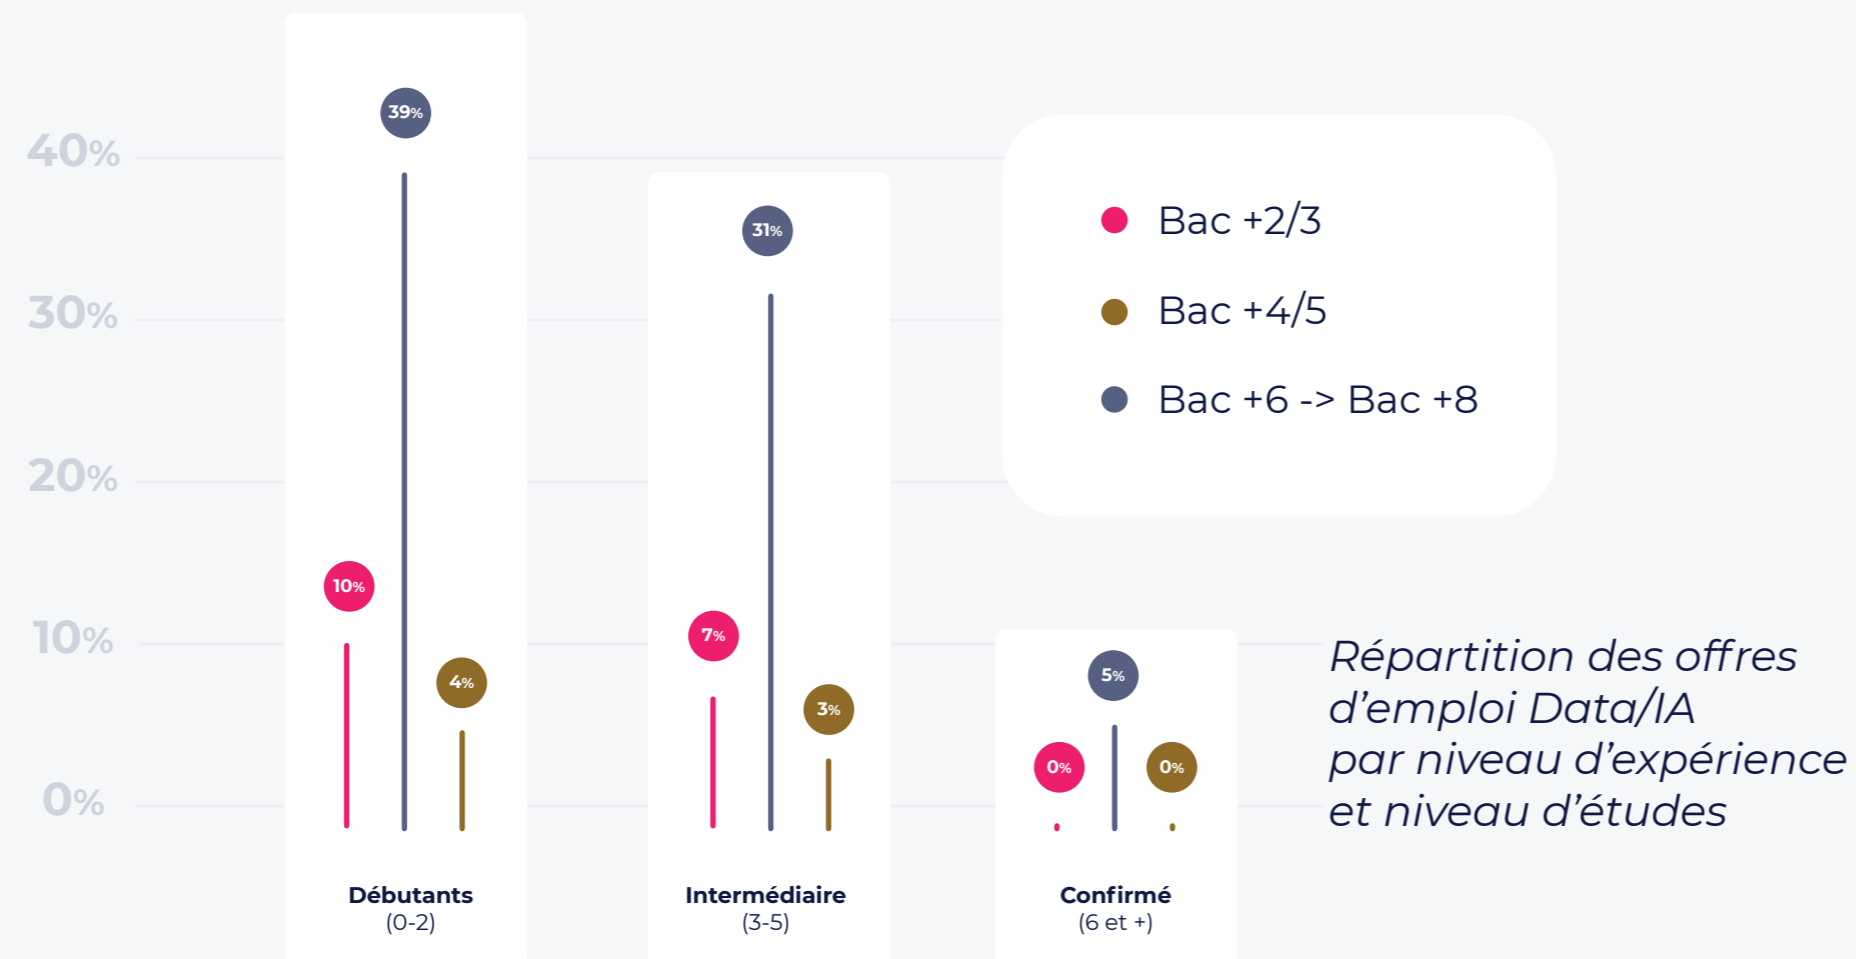 40%
30%
20%
10%
0%
39%
10%
4%
Débutants
(0-2)
31%
7%
3%
Intermédiaire
(3-5)
5%
0%
0%
Confirmé
(6 et +)
Bac +2/3
Bac +4/5
Bac +6 -> Bac +8
Répartition des offres
d’emploi Data/IA
par niveau d’expérience
et niveau d’études